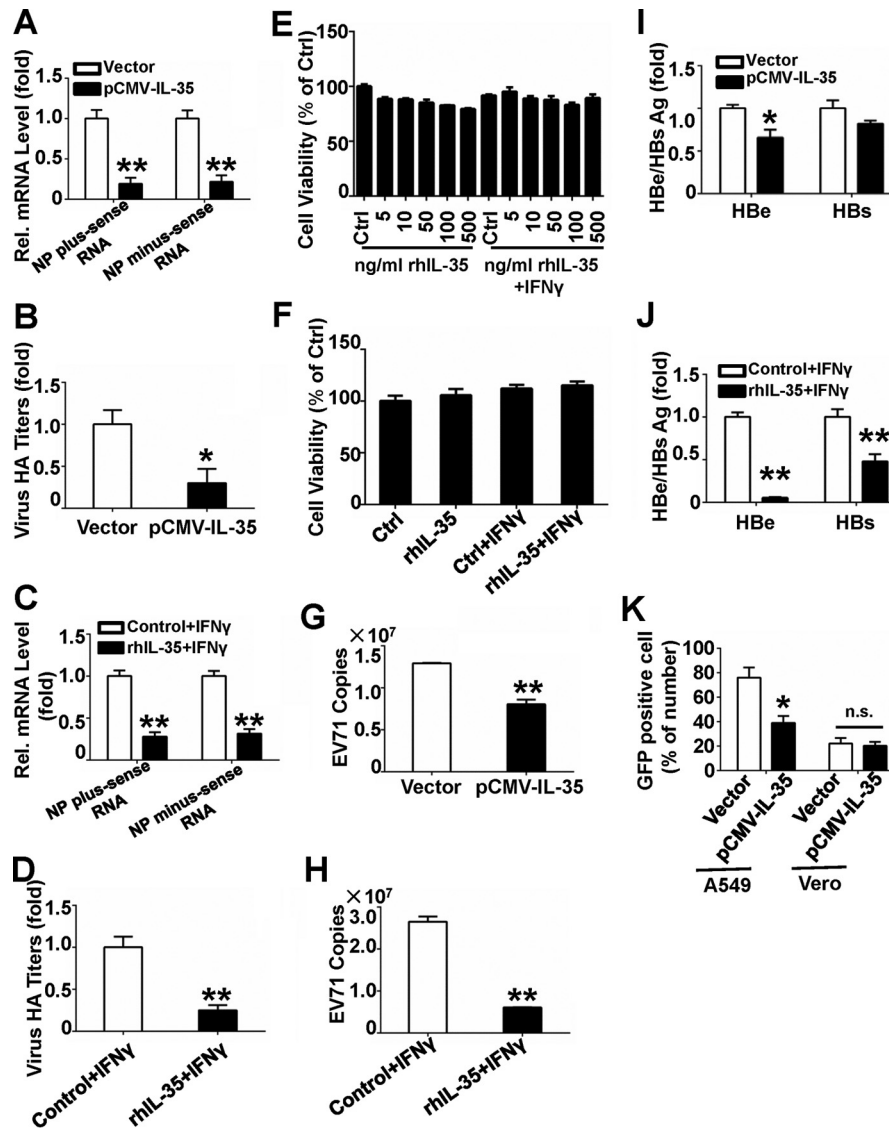 A
Vector
pCMV-IL-35
Rel. mRNA Level (fold)
1.5
1.0
0.5
0
**
**
NP plus-sense
RNA
NP minus-sense
RNA
B
Virus HA Titers (fold)
1.5
1.0
0.5
0
*
Vector
pCMV-IL-35
C
Control+IFNγ
rhIL-35+IFNγ
Rel. mRNA Level
(fold)
1.5
1.0
0.5
0
**
**
NP plus-sense
RNA
NP minus-sense
RNA
D
Virus HA Titers (fold)
1.5
1.0
0.5
0
**
Control+IFNγ
rhIL-35+IFNγ
E
Cell Viability (% of Ctrl)
150
100
50
0
Ctrl
5
10
50
100
500
Ctrl
5
10
50
100
500
ng/ml rhIL-35
ng/ml rhIL-35
+IFNγ
F
Cell Viability (% of Ctrl)
150
100
50
0
Ctrl
rhIL-35
Ctrl+IFNγ
rhIL-35+IFNγ
G
×10⁷
EV71 Copies
1.5
1.0
0.5
0
**
Vector
pCMV-IL-35
H
×10⁷
EV71 Copies
3.0
2.0
1.0
0
**
Control+IFNγ
rhIL-35+IFNγ
I
Vector
pCMV-IL-35
HBe/HBs Ag (fold)
1.5
1.0
0.5
0
*
HBe
HBs
J
Control+IFNγ
rhIL-35+IFNγ
HBe/HBs Ag (fold)
1.5
1.0
0.5
0
**
**
HBe
HBs
K
GFP positive cell
(% of number)
80
60
40
20
0
*
n.s.
Vector
pCMV-IL-35
Vector
pCMV-IL-35
A549
Vero